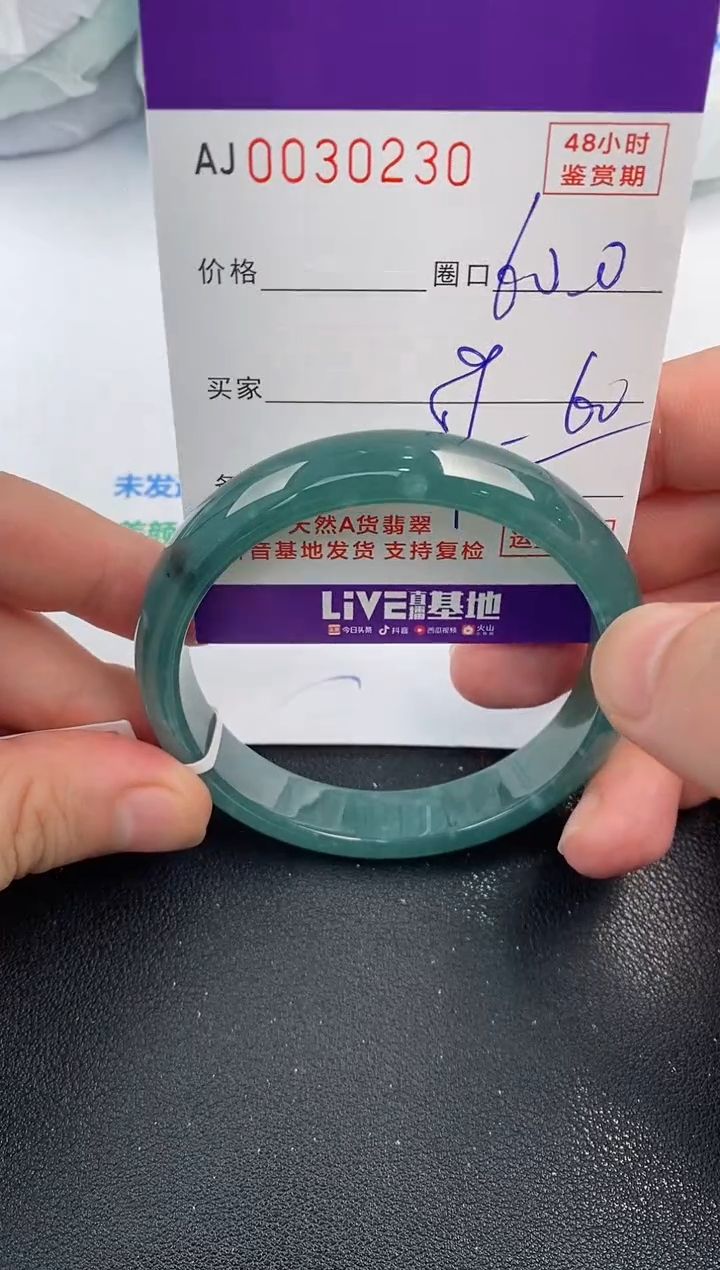 AJ 0030230
48小时
鉴赏期
价格 圈口 60.0
买家
60
未发
天然A货翡翠
音基地发货 支持复检
LiVE直播基地
今日头条 抖音 西瓜视频 火山